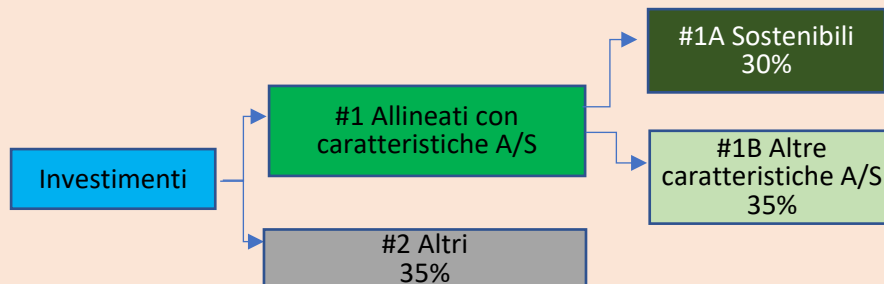 #1A Sostenibili
30%
#1 Allineati con
caratteristiche A/S
#1B Altre
caratteristiche A/S
35%
Investimenti
#2 Altri
35%